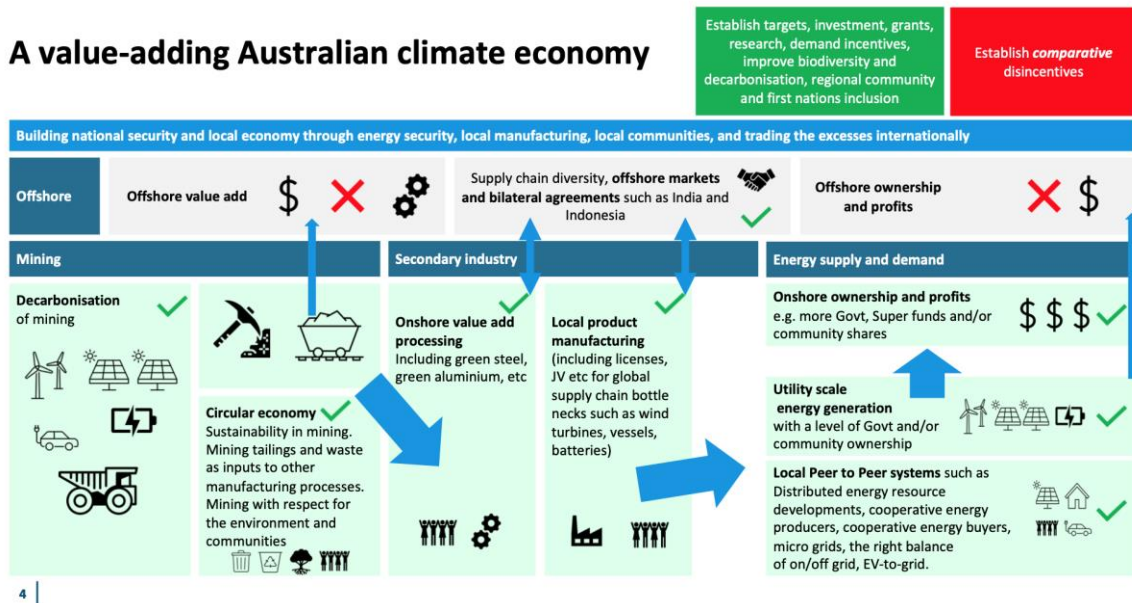 A value-adding Australian climate economy
Establish targets, investment, grants,
research, demand incentives,
improve biodiversity and
decarbonisation, regional community
and first nations inclusion
Establish comparative
disincentives
Building national security and local economy through energy security, local manufacturing, local communities, and trading the excesses internationally
Offshore
Offshore value add
$
Supply chain diversity, offshore markets
and bilateral agreements such as India and
Indonesia
Offshore ownership
and profits
$
Mining
Secondary industry
Energy supply and demand
Decarbonisation
of mining
Circular economy
Sustainability in mining.
Mining tailings and waste
as inputs to other
manufacturing processes.
Mining with respect for
the environment and
communities
Onshore value add
processing
Including green steel,
green aluminium, etc
Local product
manufacturing
(including licenses,
JV etc for global
supply chain bottle
necks such as wind
turbines, vessels,
batteries)
Onshore ownership and profits
e.g. more Govt, Super funds and/or
community shares
$ $ $
Utility scale
energy generation
with a level of Govt and/or
community ownership
Local Peer to Peer systems such as
Distributed energy resource
developments, cooperative energy
producers, cooperative energy buyers,
micro grids, the right balance
of on/off grid, EV-to-grid.
4